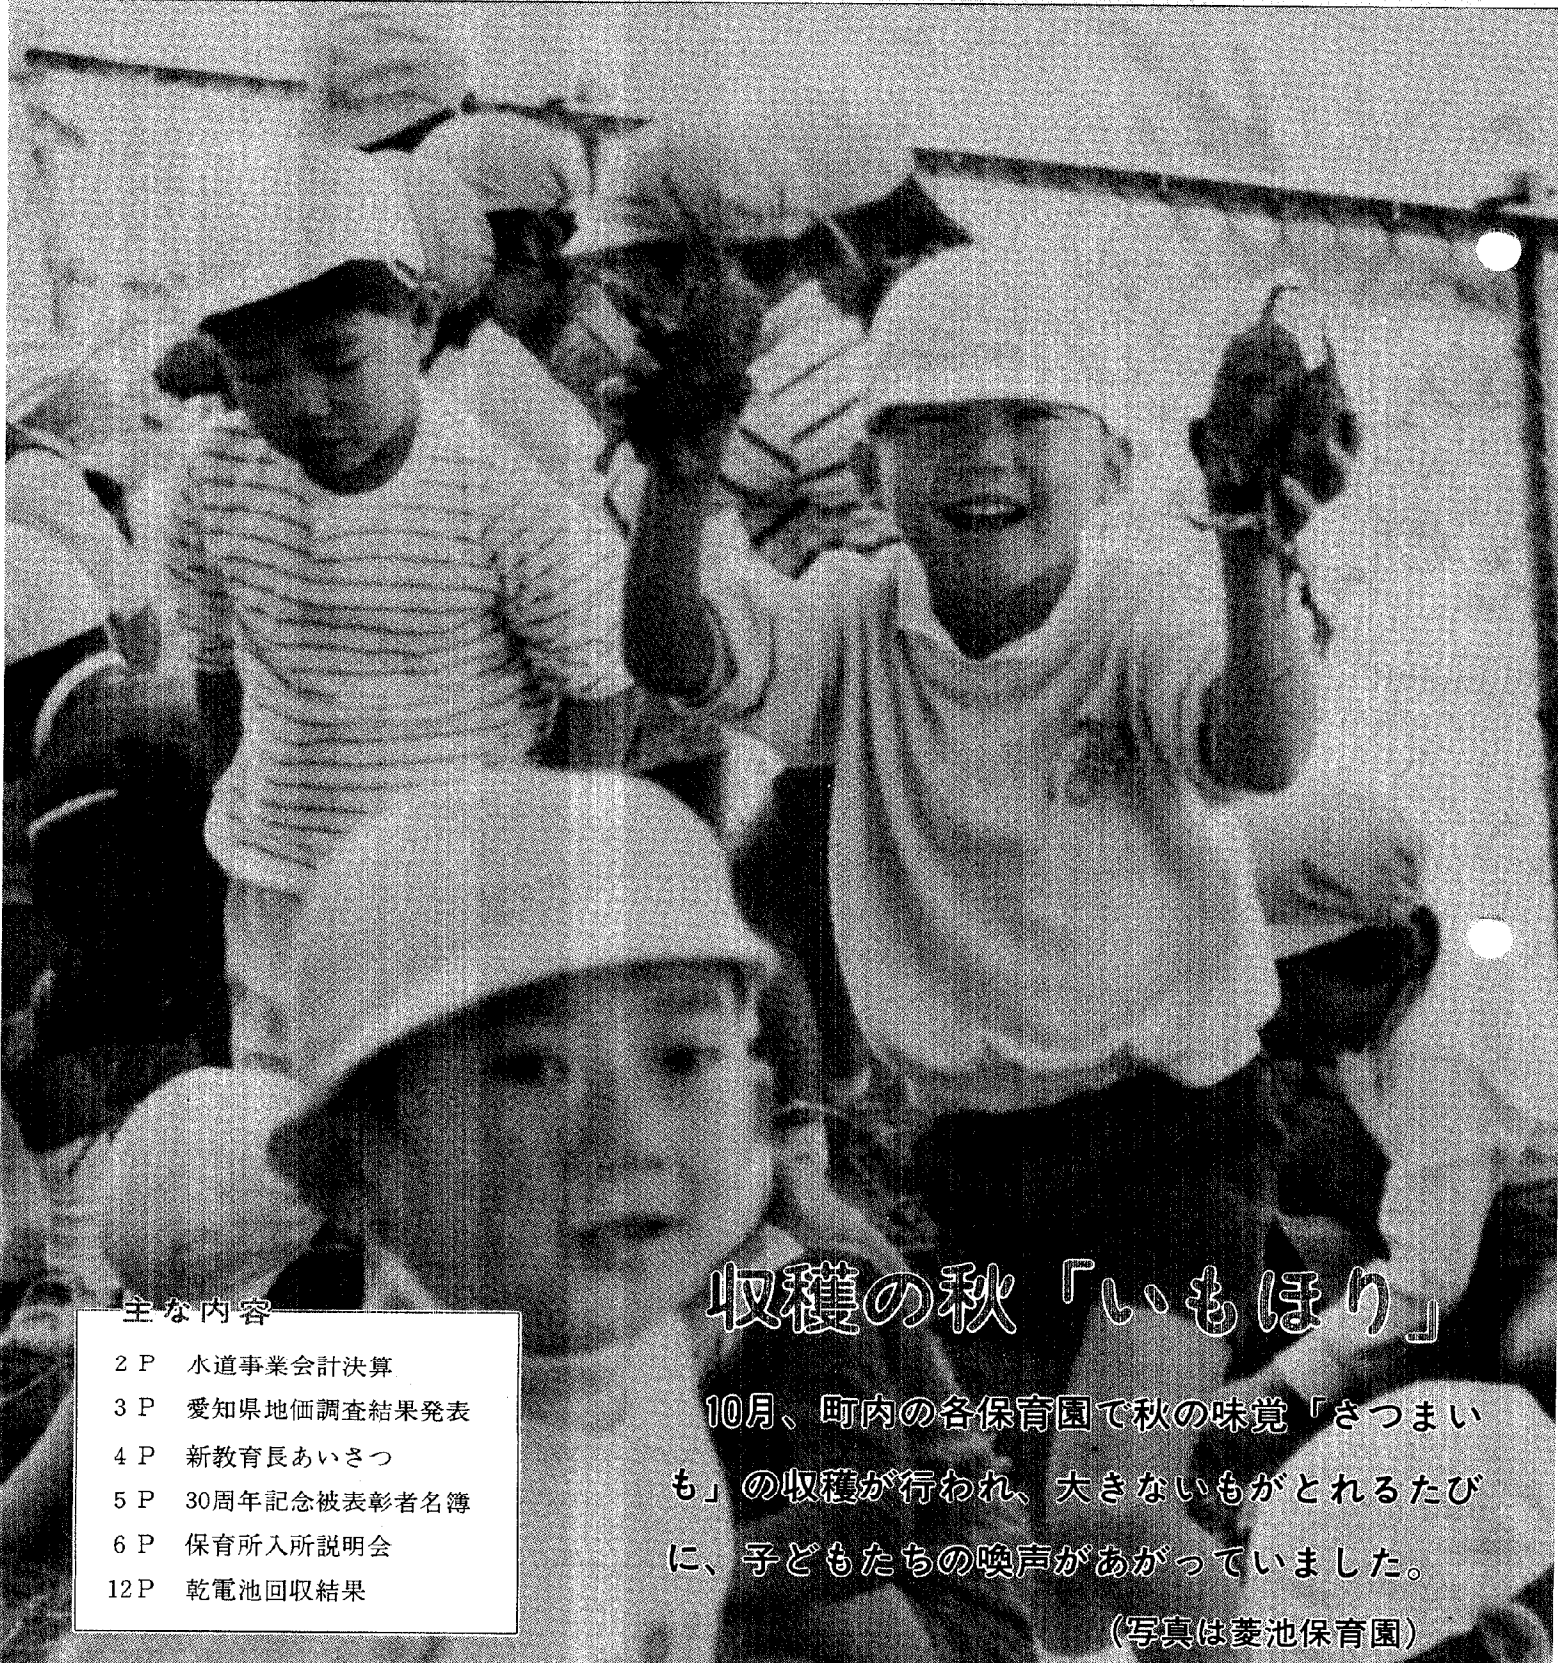 収穫の秋「いもほり」
10月、町内の各保育園で秋の味覚「さつまい
も」の収穫が行われ、大きないもがとれるたび
に、子どもたちの喚声があがっていました。
(写真は菱池保育園)
主な内容
2P 水道事業会計決算
3P 愛知県地価調査結果発表
4P 新教育長あいさつ
5P 30周年記念被表彰者名簿
6P 保育所入所説明会
12P 乾電池回収結果